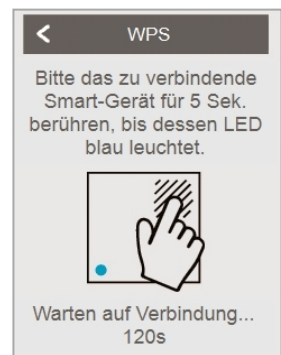 WPS
Bitte das zu verbindende
Smart-Gerät für 5 Sek.
berühren, bis dessen LED
blau leuchtet.
Warten auf Verbindung...
120s